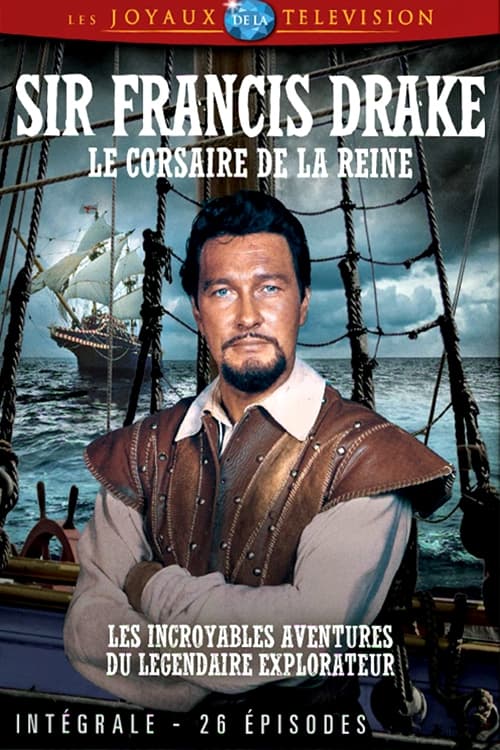 LES JOYAUX DE LA TELEVISION
SIR FRANCIS DRAKE
LE CORSAIRE DE LA REINE
LES INCROYABLES AVENTURES
DU LEGENDAIRE EXPLORATEUR
INTÉGRALE - 26 ÉPISODES